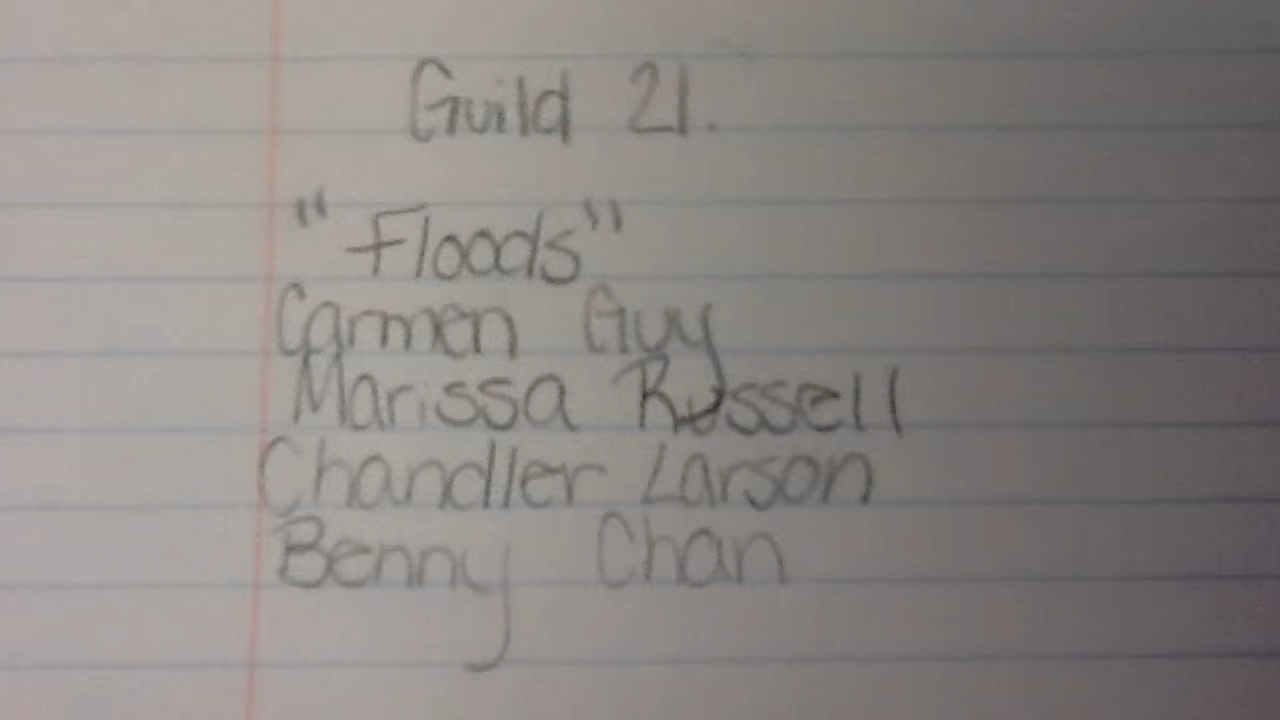 Guild 21.
"Floods"
Carmen Guy
Marissa Russell
Chandler Larson
Benny Chan